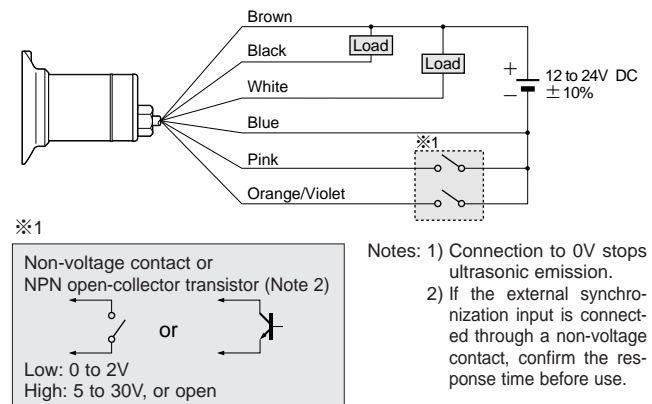 Brown
Black
Load
Load
White
Blue
Pink
Orange/Violet
+
−
12 to 24V DC
±10%
※1
※1
Non-voltage contact or
NPN open-collector transistor (Note 2)
or
Low: 0 to 2V
High: 5 to 30V, or open
Notes: 1) Connection to 0V stops
ultrasonic emission.
2) If the external synchro-
nization input is connect-
ed through a non-voltage
contact, confirm the res-
ponse time before use.